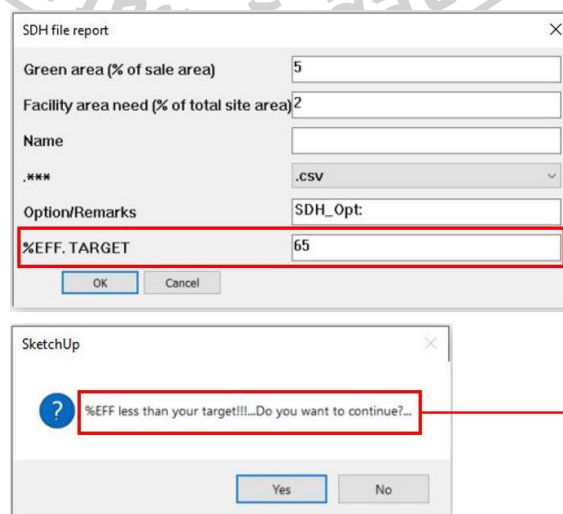 SDH file report
Green area (% of sale area) 5
Facility area need (% of total site area) 2
Name
.*** .csv
Option/Remarks SDH_Opt:
%EFF. TARGET 65
OK Cancel
SketchUp
%EFF less than your target!!!...Do you want to continue?...
Yes No